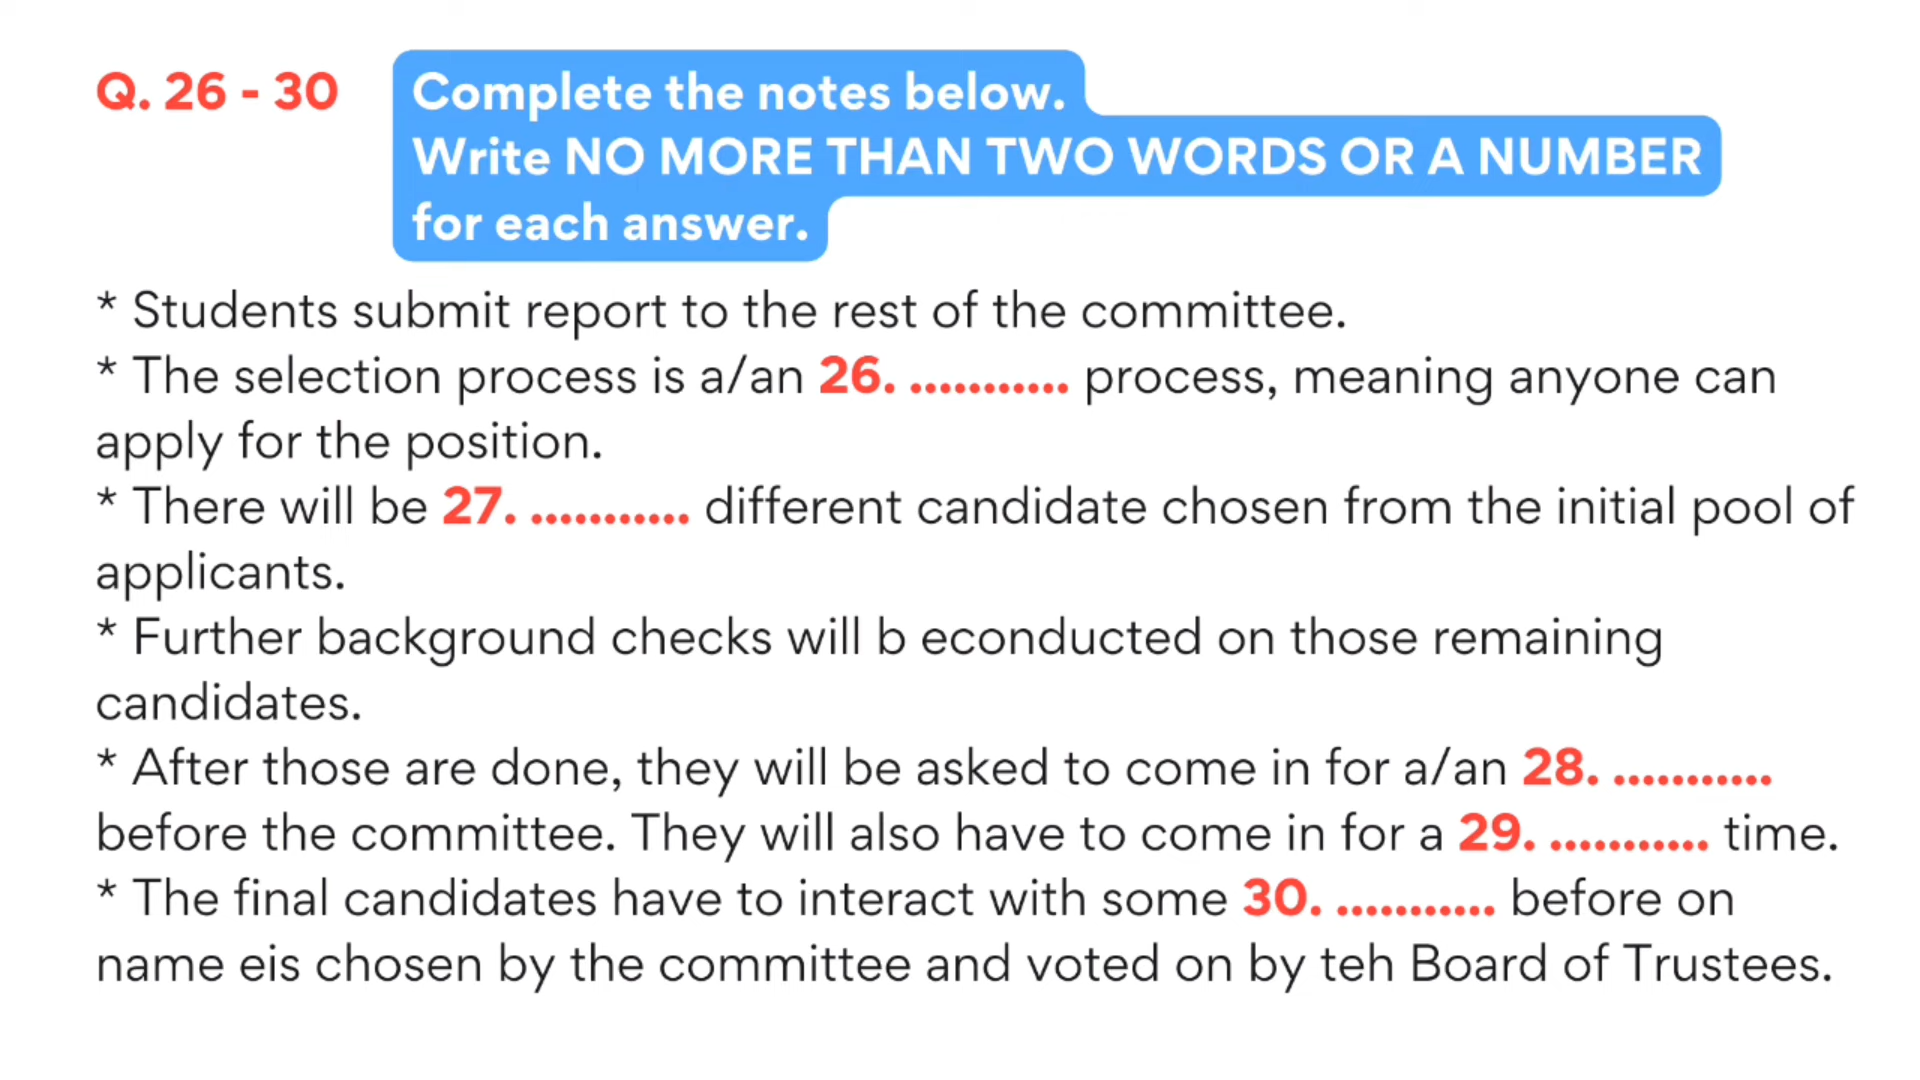 Q. 26 - 30
Complete the notes below.
Write NO MORE THAN TWO WORDS OR A NUMBER
for each answer.
* Students submit report to the rest of the committee.
* The selection process is a/an 26. ........... process, meaning anyone can
apply for the position.
* There will be 27. ........... different candidate chosen from the initial pool of
applicants.
* Further background checks will b econducted on those remaining
candidates.
* After those are done, they will be asked to come in for a/an 28. ...........
before the committee. They will also have to come in for a 29. ........... time.
* The final candidates have to interact with some 30. ........... before on
name eis chosen by the committee and voted on by teh Board of Trustees.